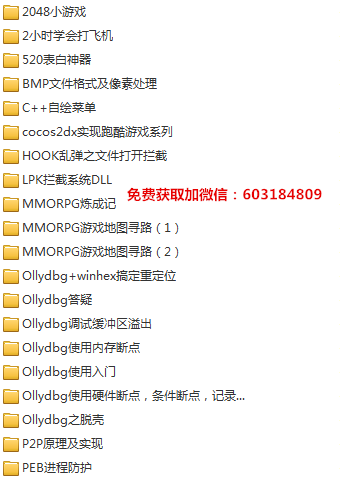 2048小游戏
2小时学会打飞机
520表白神器
BMP文件格式及像素处理
C++自绘菜单
cocos2dx实现跑酷游戏系列
HOOK乱弹之文件打开拦截
LPK拦截系统DLL
免费获取加微信：603184809
MMORPG炼成记
MMORPG游戏地图寻路（1）
MMORPG游戏地图寻路（2）
Ollydbg+winhex搞定重定位
Ollydbg答疑
Ollydbg调试缓冲区溢出
Ollydbg使用内存断点
Ollydbg使用入门
Ollydbg使用硬件断点，条件断点，记录...
Ollydbg之脱壳
P2P原理及实现
PEB进程防护